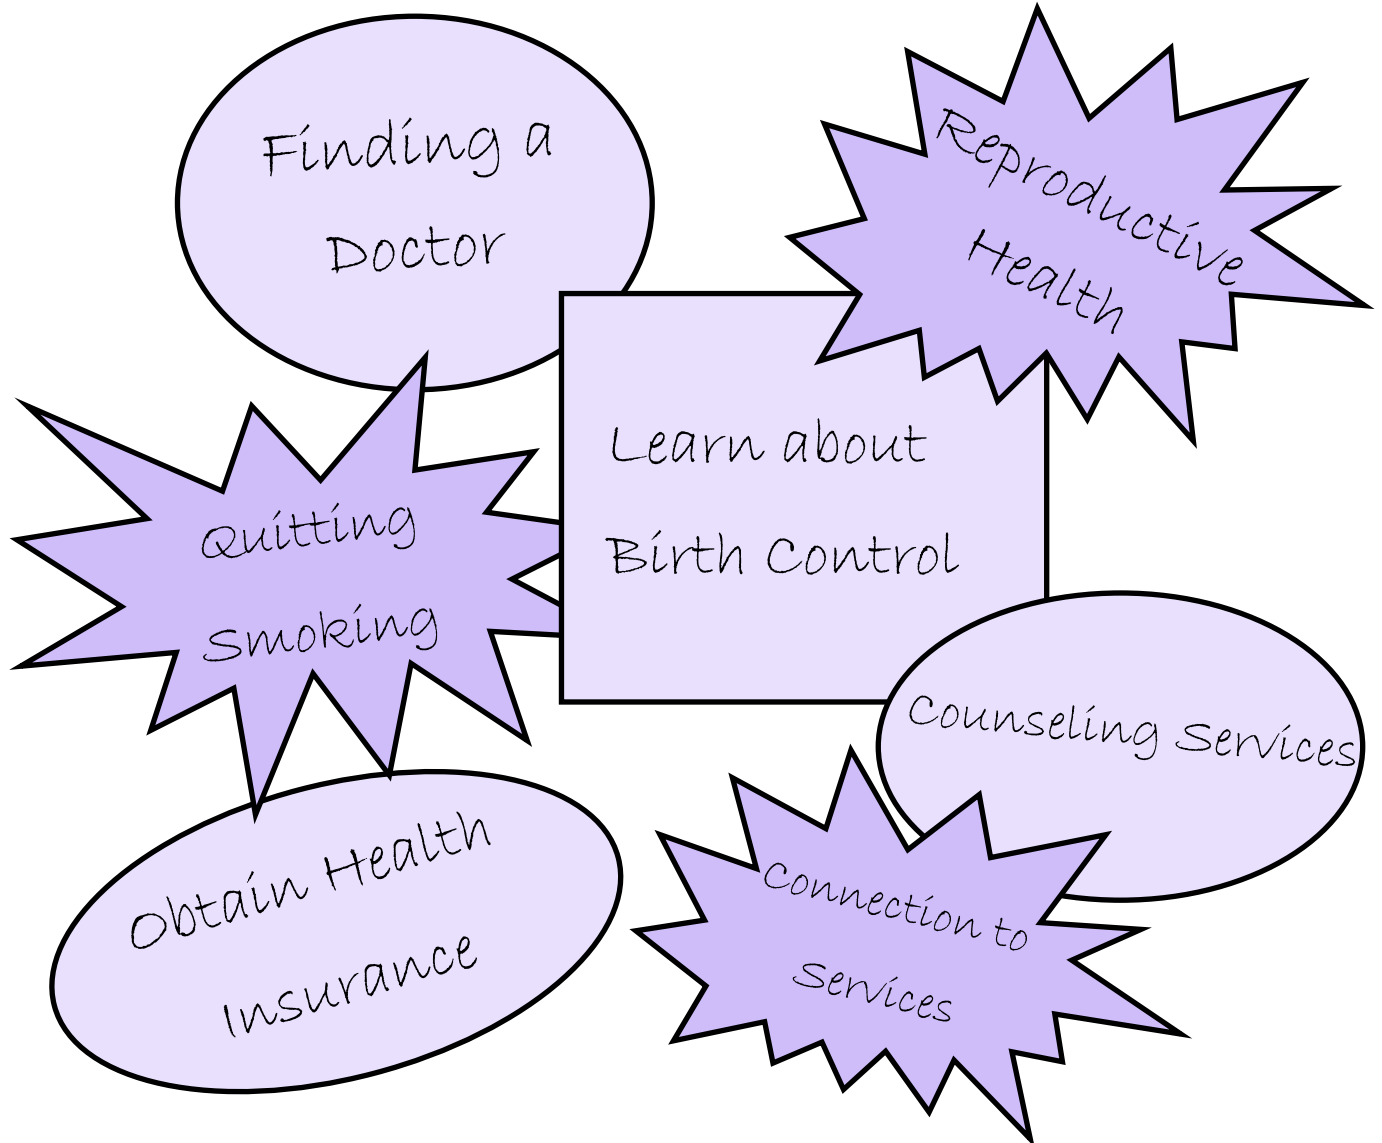 Finding a
Doctor
Reproductive
Health
Learn about
Birth Control
Quitting
Smoking
Counseling Services
Obtain Health
Insurance
Connection to
Services